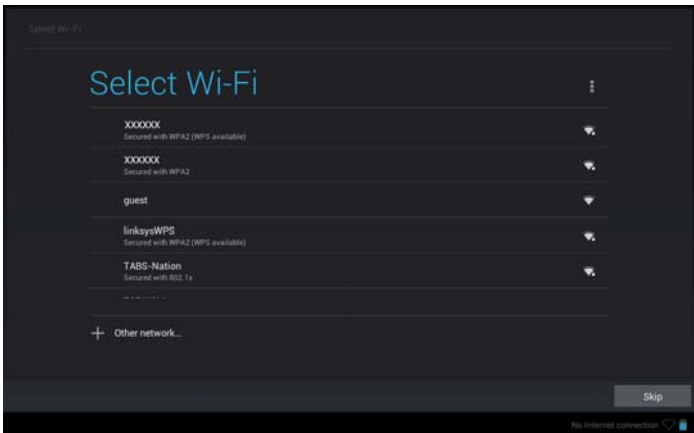 Select Wi-Fi
Select Wi-Fi
XXXXXX
Secured with WPA2 (WPS available)
XXXXXX
Secured with WPA2
guest
linksysWPS
Secured with WPA2 (WPS available)
TABS-Nation
Secured with 802.1x
Other network...
Skip
No Internet connection